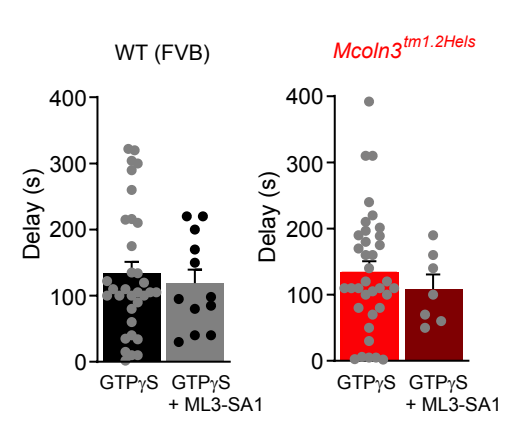 WT (FVB)
Delay (s)
400
300
200
100
0
GTPγS
GTPγS
+ ML3-SA1
Mcoln3tm1.2Hels
Delay (s)
400
300
200
100
0
GTPγS
GTPγS
+ ML3-SA1